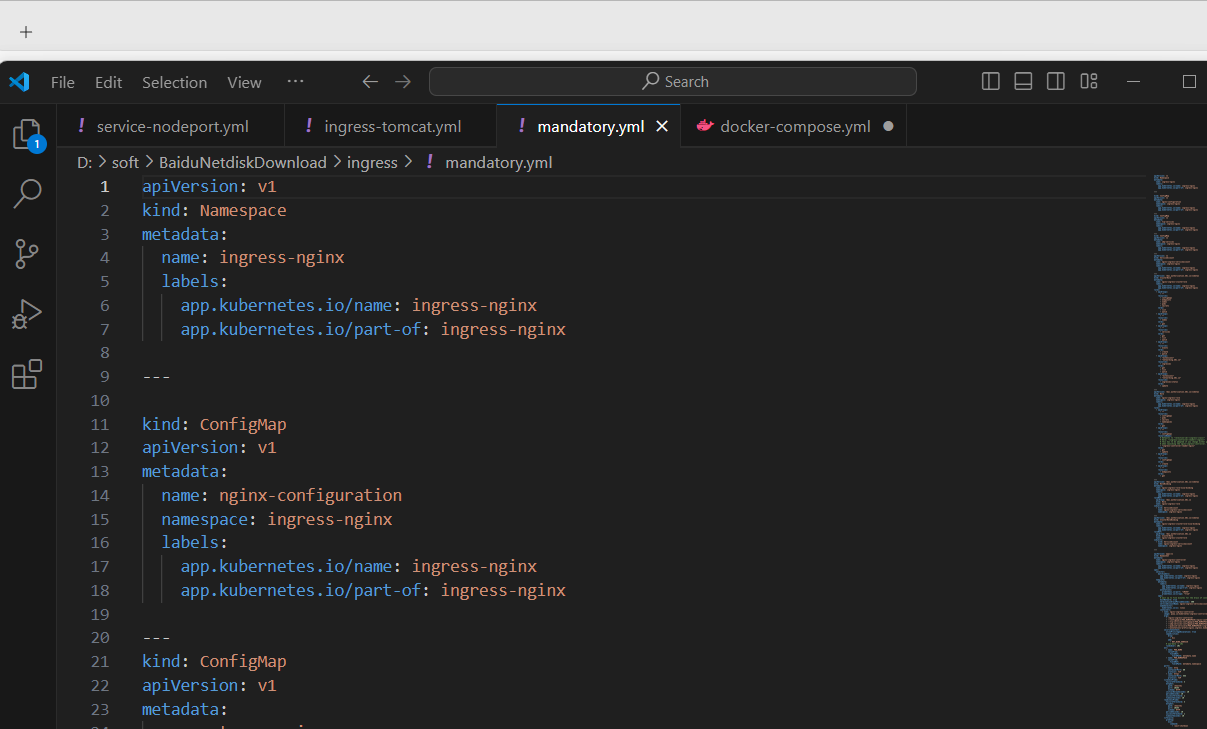 File Edit Selection View ··· Search
! service-nodeport.yml ! ingress-tomcat.yml ! mandatory.yml docker-compose.yml
1
D: > soft > BaiduNetdiskDownload > ingress > ! mandatory.yml
1 apiVersion: v1
2 kind: Namespace
3 metadata:
4 name: ingress-nginx
5 labels:
6 app.kubernetes.io/name: ingress-nginx
7 app.kubernetes.io/part-of: ingress-nginx
8
9 ---
10
11 kind: ConfigMap
12 apiVersion: v1
13 metadata:
14 name: nginx-configuration
15 namespace: ingress-nginx
16 labels:
17 app.kubernetes.io/name: ingress-nginx
18 app.kubernetes.io/part-of: ingress-nginx
19
20 ---
21 kind: ConfigMap
22 apiVersion: v1
23 metadata: